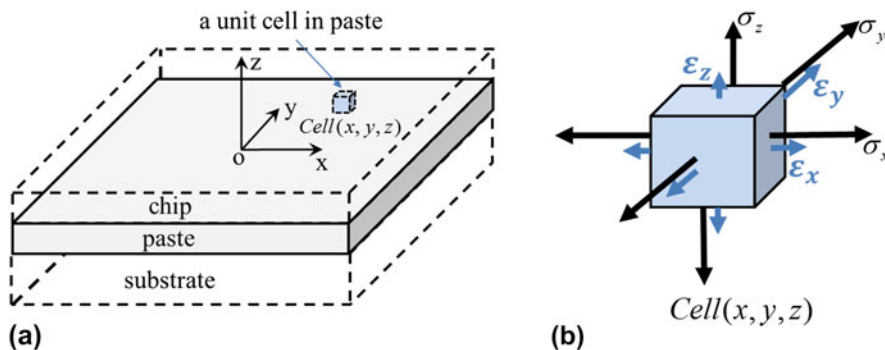 a unit cell in paste
z
y
Cell(x, y, z)
o
x
chip
paste
substrate
(a)
σz
σy
εz
εy
σx
εx
Cell(x, y, z)
(b)